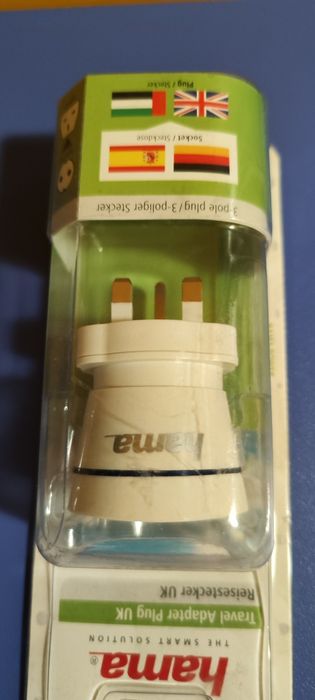 hama®
THE SMART SOLUTION
Travel Adapter Plug UK
Reisestecker UK
hama
3-pole plug / 3-poliger Stecker
Socket / Steckdose
Plug / Stecker